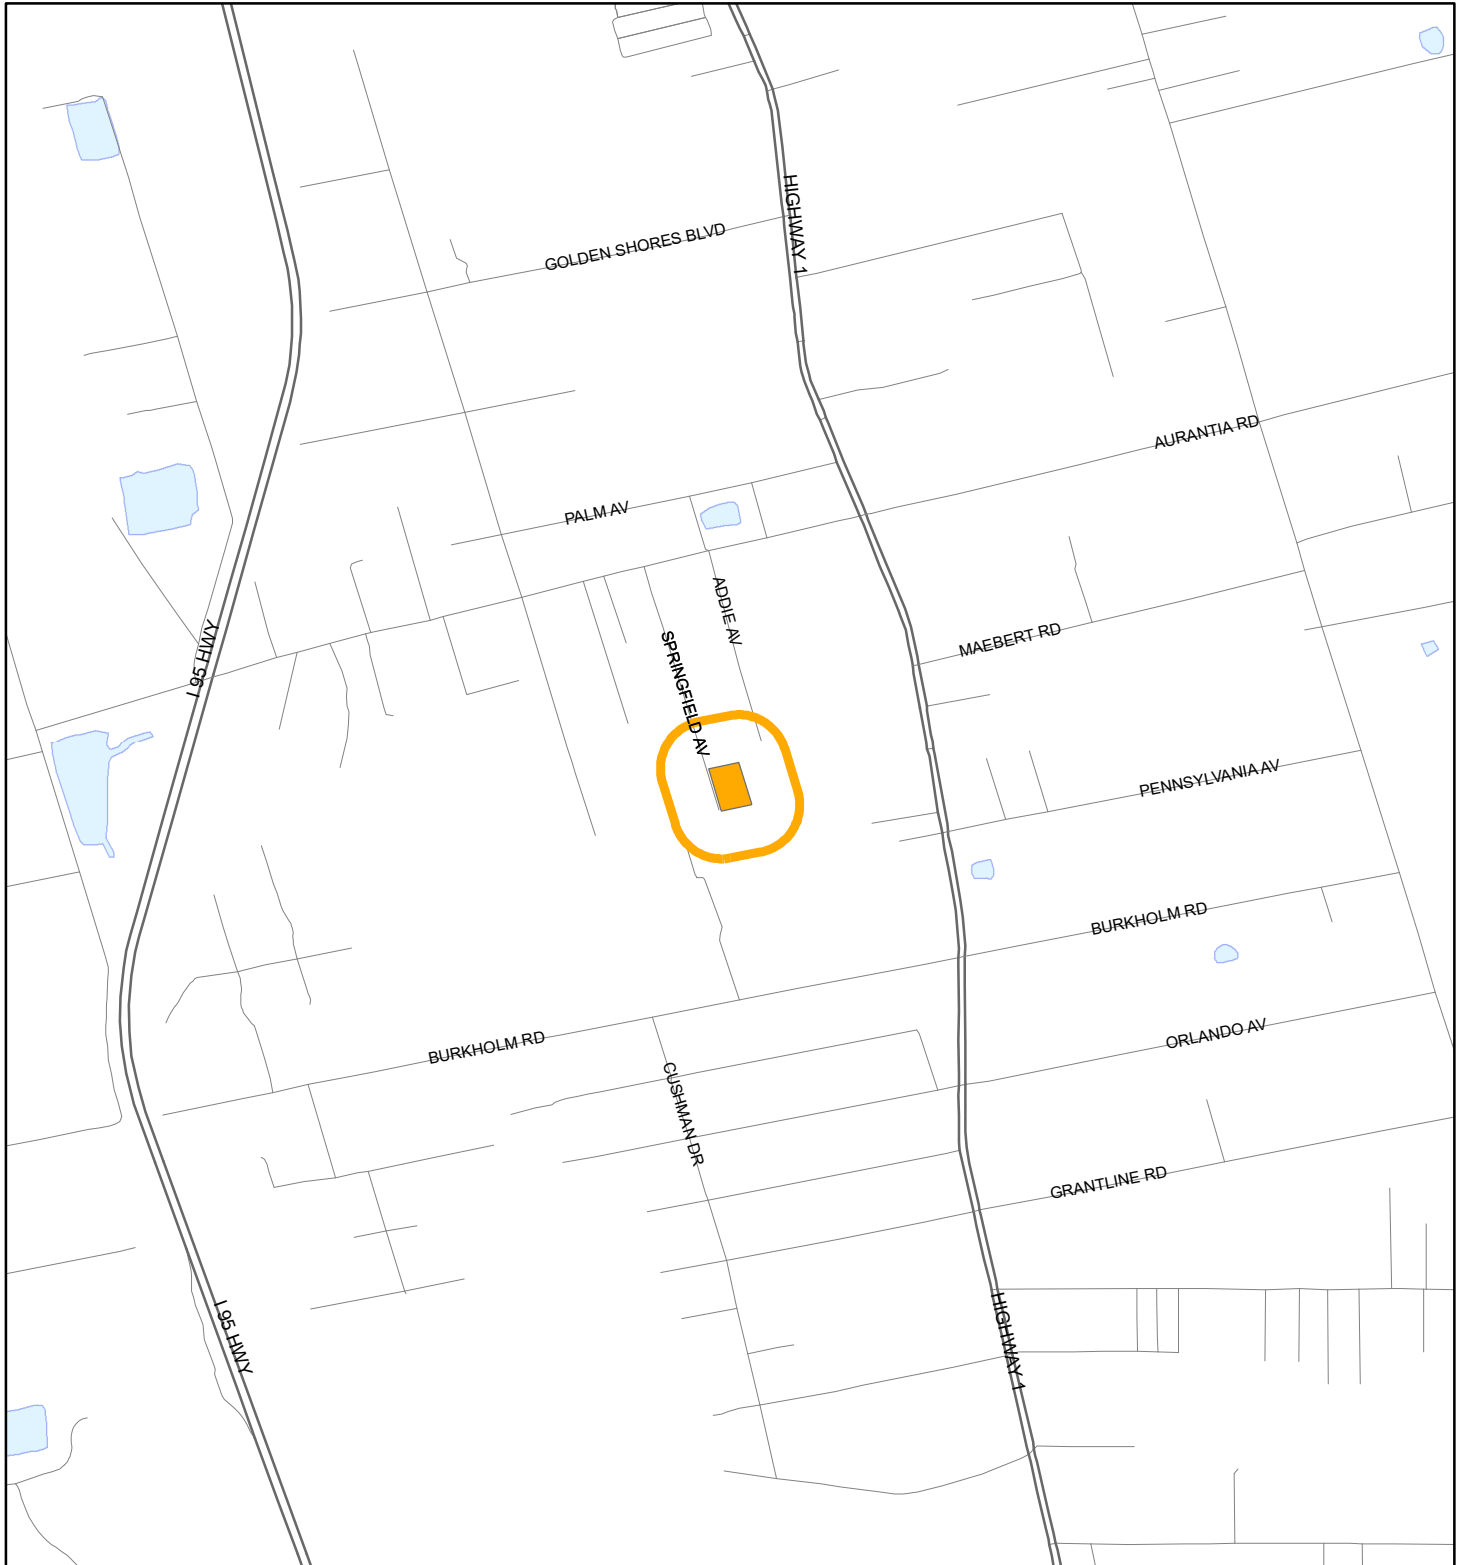 HIGHWAY 1
GOLDEN SHORES BLVD
AURANTIA RD
PALM AV
ADDIE AV
I 95 HWY
SPRINGFIELD AV
MAEBERT RD
PENNSYLVANIA AV
BURKHOLM RD
BURKHOLM RD
ORLANDO AV
CUSHMAN DR
GRANTLINE RD
I 95 HWY
HIGHWAY 1